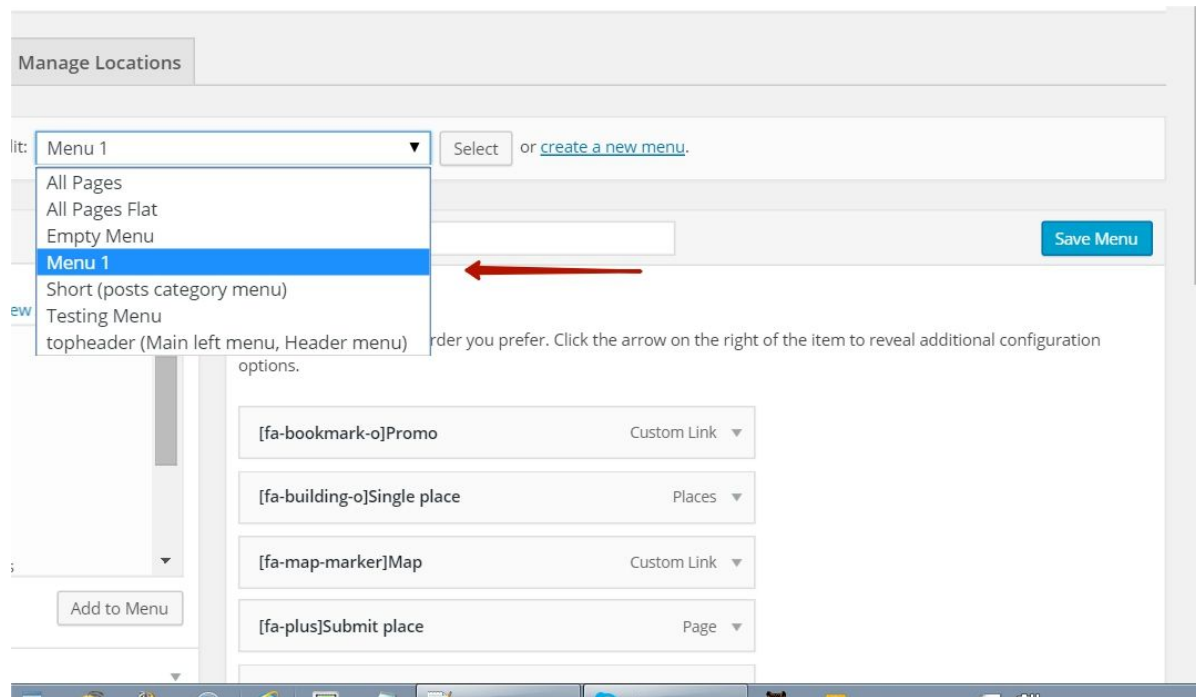 Manage Locations
lit: Menu 1 Select or create a new menu.
All Pages
All Pages Flat
Empty Menu
Save Menu
Menu 1
Short (posts category menu)
ew
Testing Menu
topheader (Main left menu, Header menu)
rder you prefer. Click the arrow on the right of the item to reveal additional configuration
options.
[fa-bookmark-o]Promo Custom Link
[fa-building-o]Single place Places
[fa-map-marker]Map Custom Link
s
Add to Menu
[fa-plus]Submit place Page